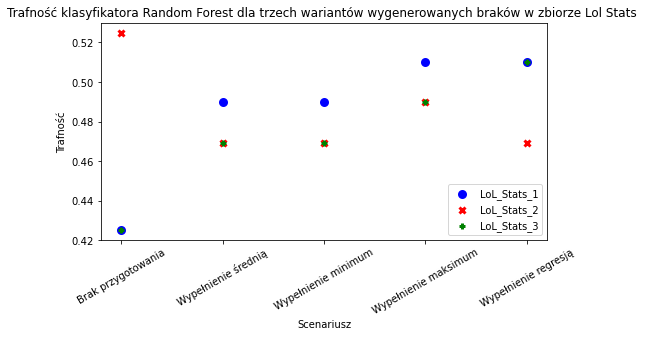 Trafność klasyfikatora Random Forest dla trzech wariantów wygenerowanych braków w zbiorze Lol Stats
0.52
0.50
0.48
0.46
0.44
0.42
Trafność
LoL_Stats_1
LoL_Stats_2
LoL_Stats_3
Brak przygotowania
Wypełnienie średnią
Wypełnienie minimum
Wypełnienie maksimum
Wypełnienie regresją
Scenariusz